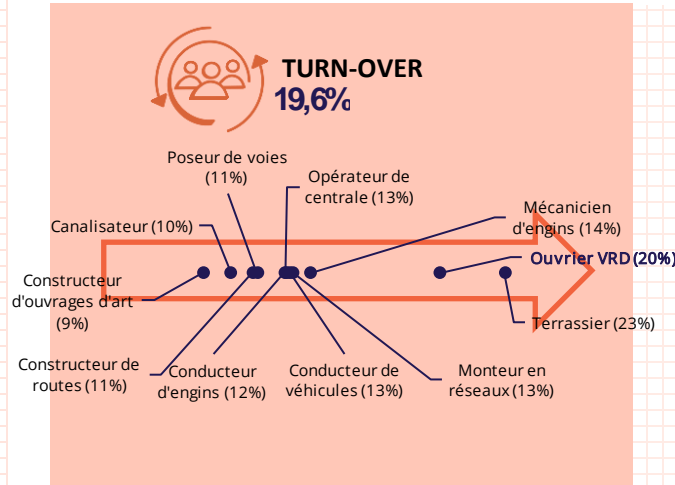 TURN-OVER
19,6%
Poseur de voies
(11%)
Opérateur de
centrale (13%)
Mécanicien
d'engins (14%)
Canalisateur (10%)
Ouvrier VRD (20%)
Constructeur
d'ouvrages d'art
(9%)
Terrassier (23%)
Constructeur de
routes (11%)
Conducteur
d'engins (12%)
Conducteur de
véhicules (13%)
Monteur en
réseaux (13%)